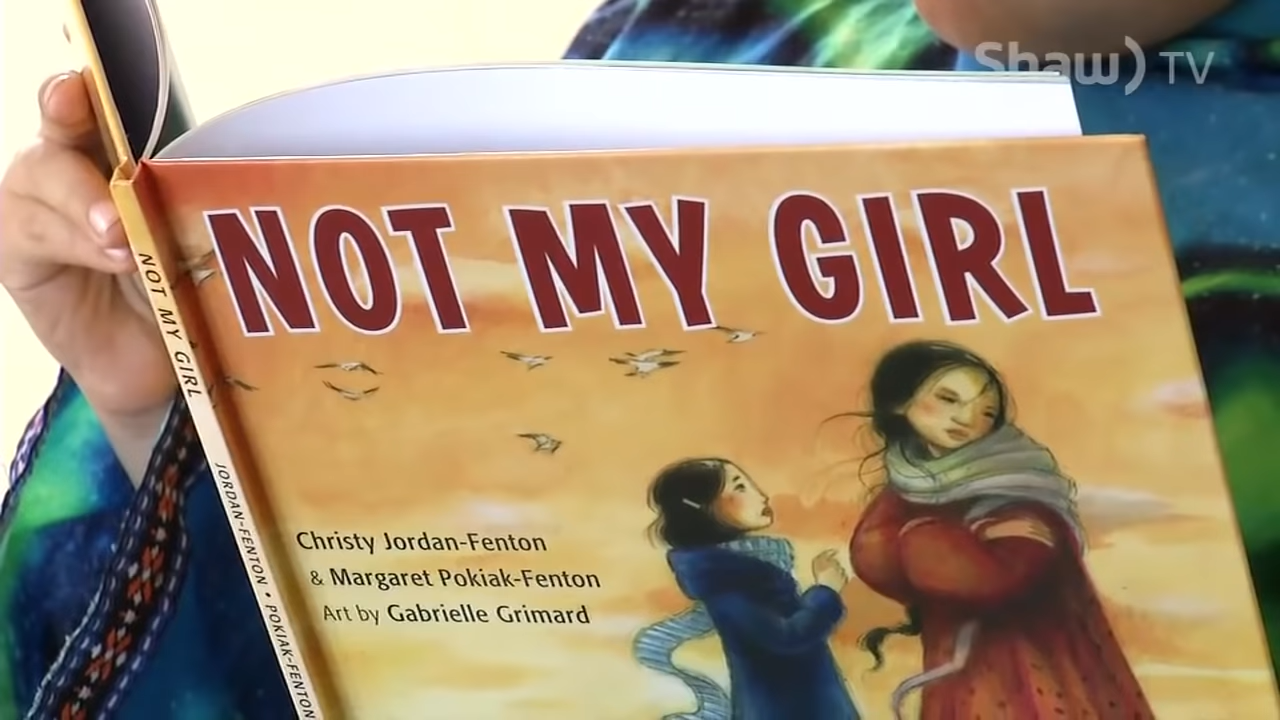 Shaw) TV
NOT MY GIRL
Christy Jordan-Fenton
& Margaret Pokiak-Fenton
Art by Gabrielle Grimard
NOT MY GIRL
JORDAN-FENTON • POKIAK-FENTON